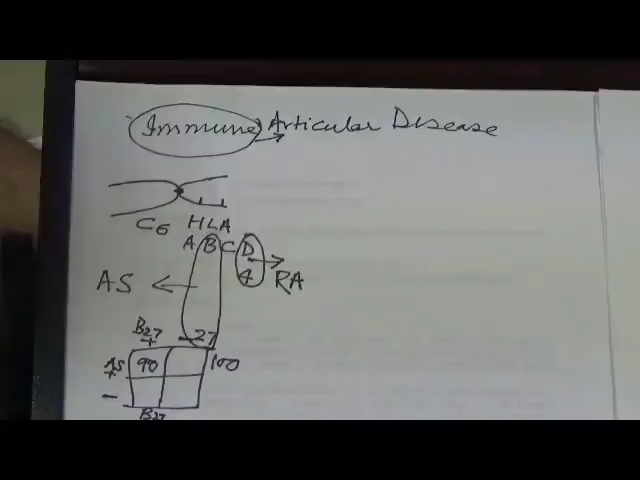 Immune Articular Disease
C6 HLA
A B C D
4
AS RA
27
B27
+
AS 90 100
+
-
B27